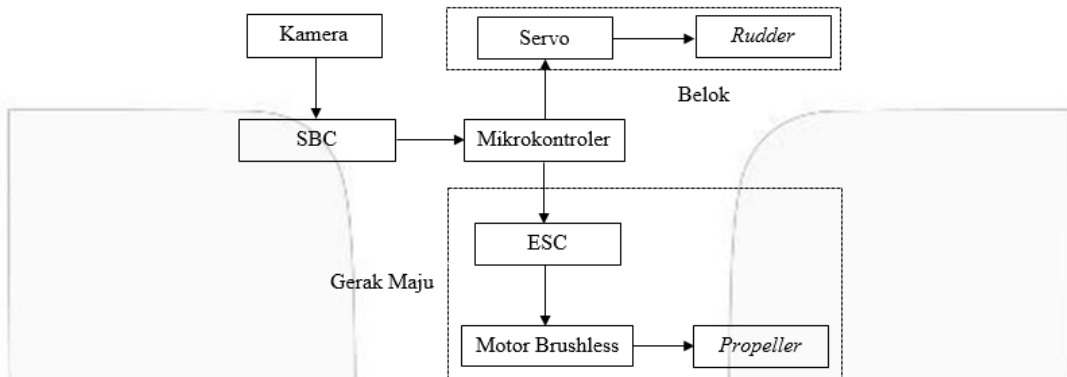 Kamera
Servo
Rudder
Belok
SBC
Mikrokontroler
ESC
Gerak Maju
Motor Brushless
Propeller